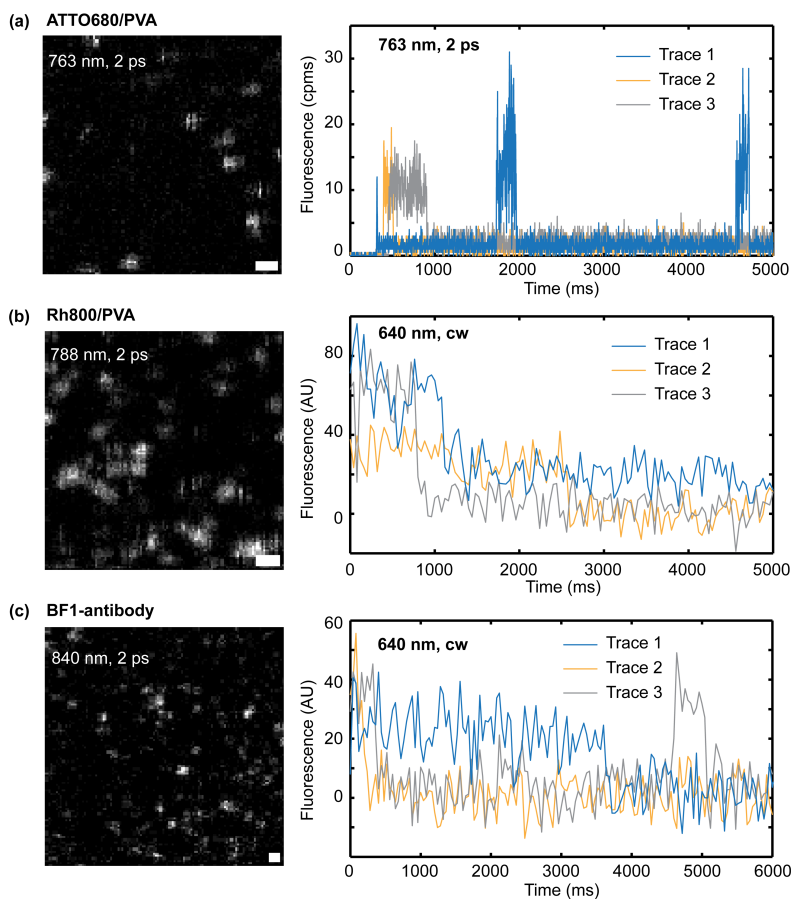 (a) ATTO680/PVA
763 nm, 2 ps
Fluorescence (cpms)
30
20
10
0
763 nm, 2 ps
Trace 1
Trace 2
Trace 3
0 1000 2000 3000 4000 5000
Time (ms)
(b) Rh800/PVA
788 nm, 2 ps
Fluorescence (AU)
80
40
0
640 nm, cw
Trace 1
Trace 2
Trace 3
0 1000 2000 3000 4000 5000
Time (ms)
(c) BF1-antibody
840 nm, 2 ps
Fluorescence (AU)
60
40
20
0
640 nm, cw
Trace 1
Trace 2
Trace 3
0 1000 2000 3000 4000 5000 6000
Time (ms)